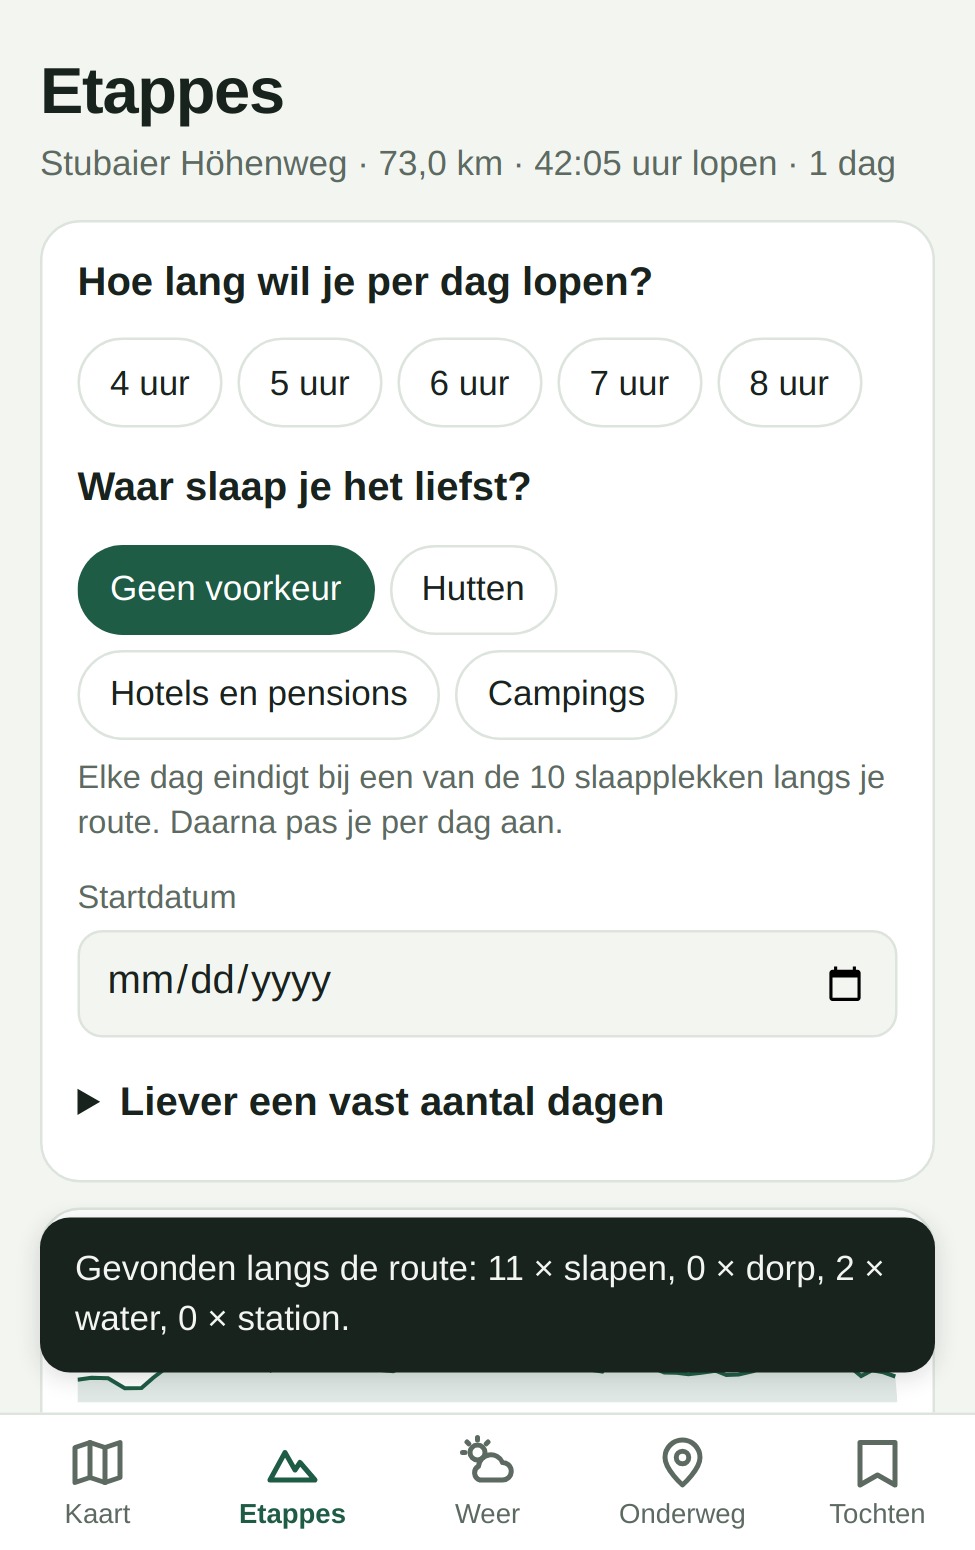 Etappes
Stubaier Höhenweg · 73,0 km · 42:05 uur lopen · 1 dag
Hoe lang wil je per dag lopen?
4 uur 5 uur 6 uur 7 uur 8 uur
Waar slaap je het liefst?
Geen voorkeur Hutten
Hotels en pensions Campings
Elke dag eindigt bij een van de 10 slaapplekken langs je
route. Daarna pas je per dag aan.
Startdatum
mm/dd/yyyy
Liever een vast aantal dagen
Gevonden langs de route: 11 × slapen, 0 × dorp, 2 ×
water, 0 × station.
Kaart Etappes Weer Onderweg Tochten